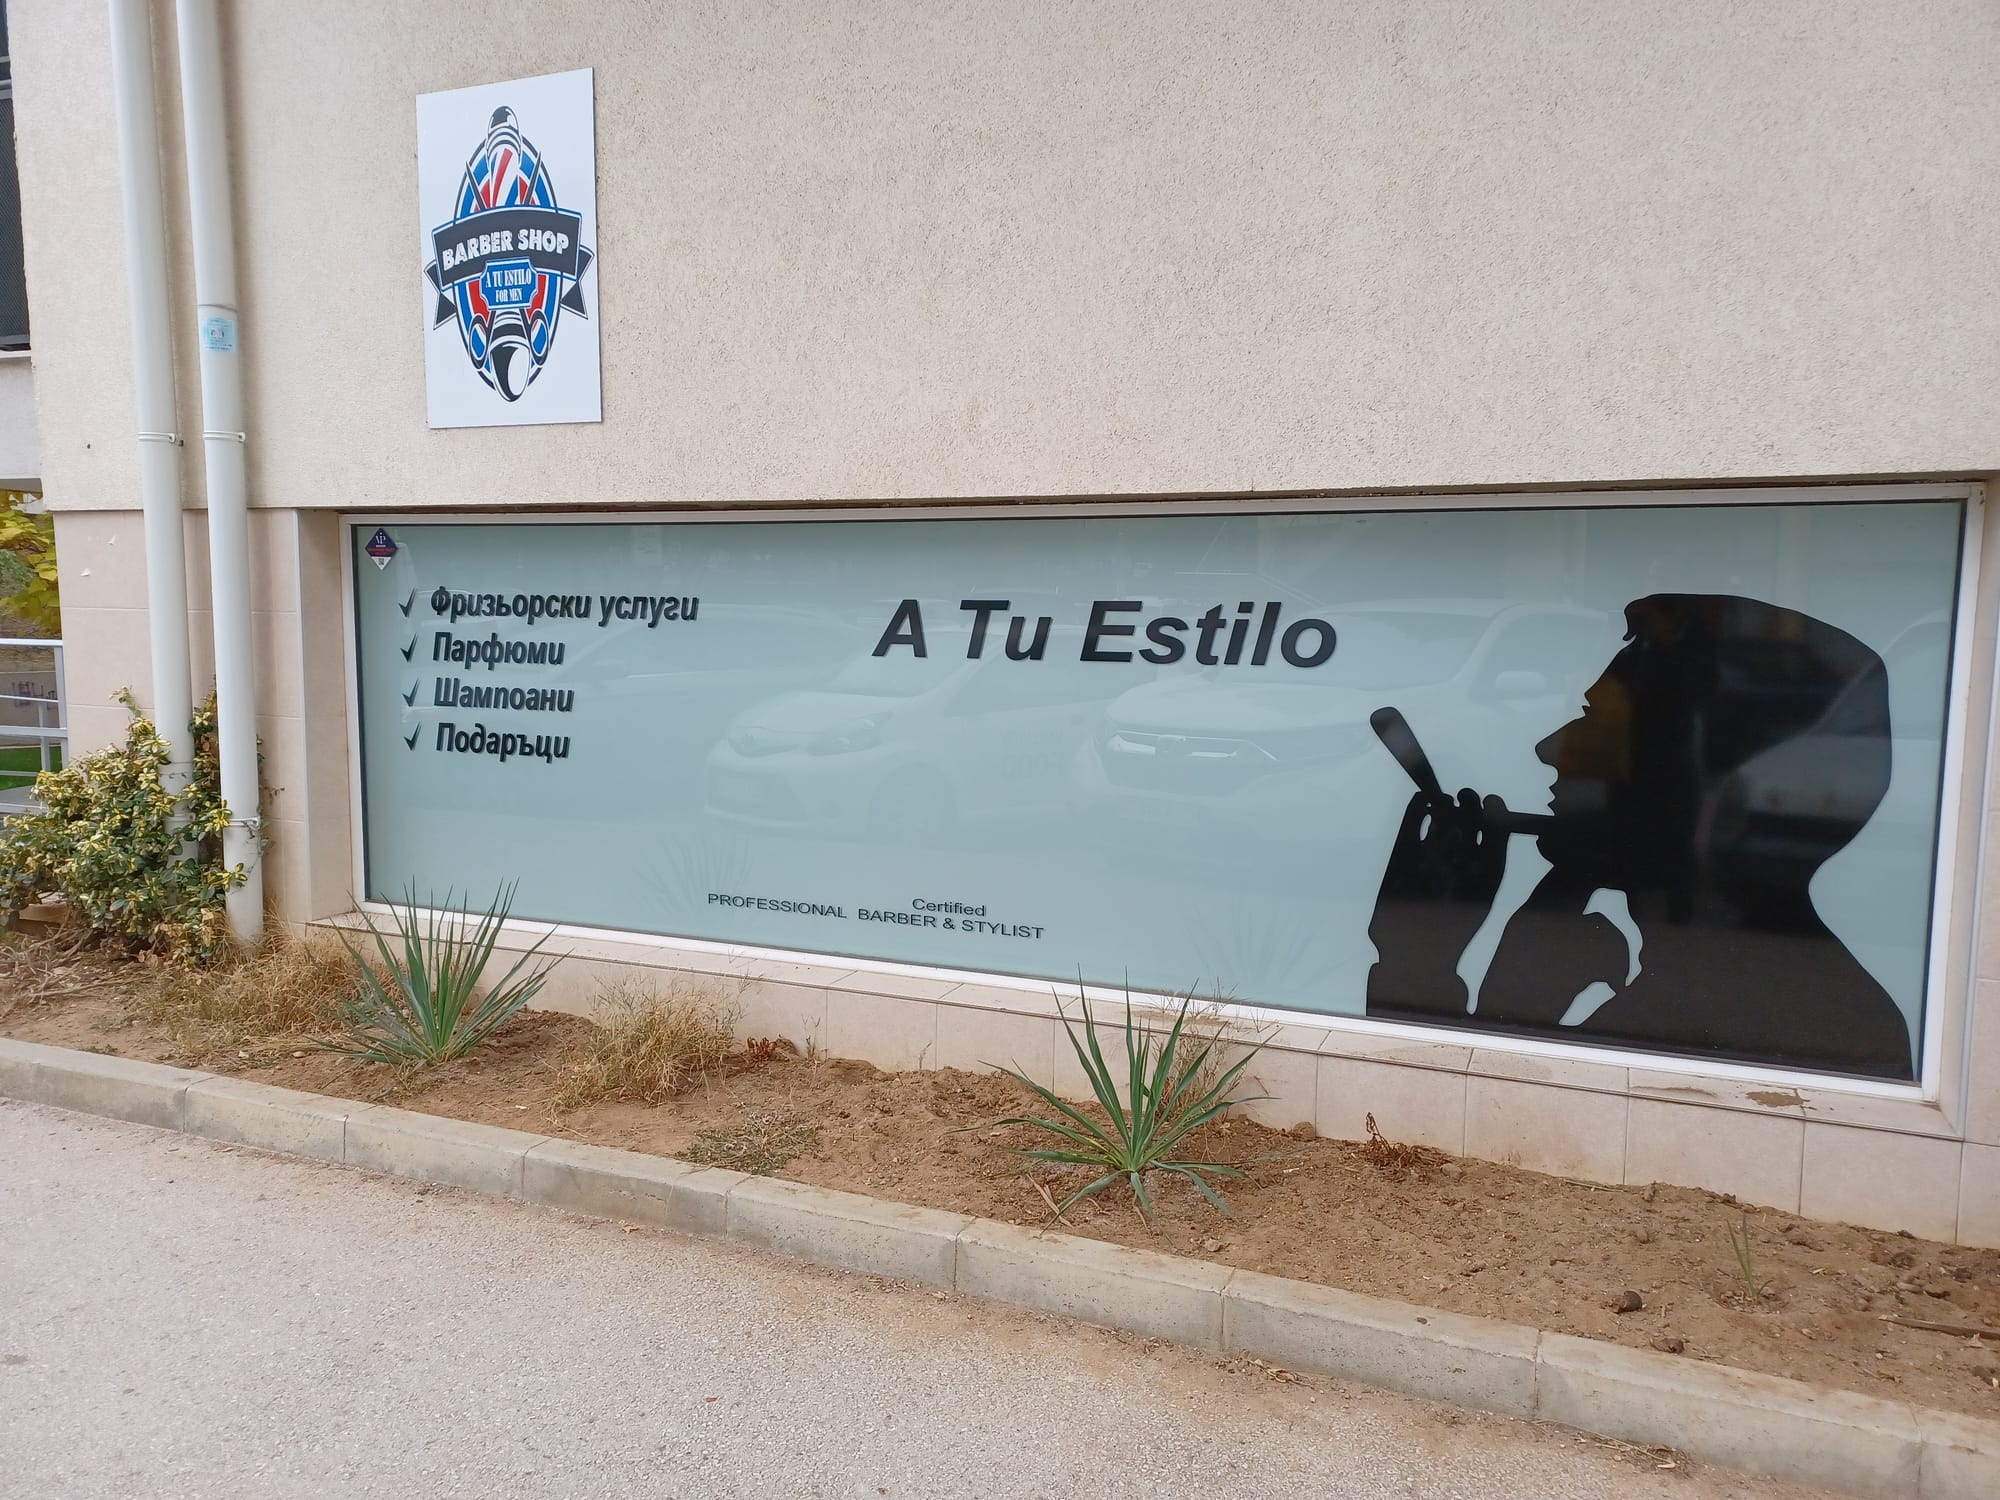 BARBER SHOP
A TU ESTILO
FOR MEN
Фризьорски услуги
Парфюми
Шампоани
Подаръци
A Tu Estilo
Certified
PROFESSIONAL BARBER & STYLIST